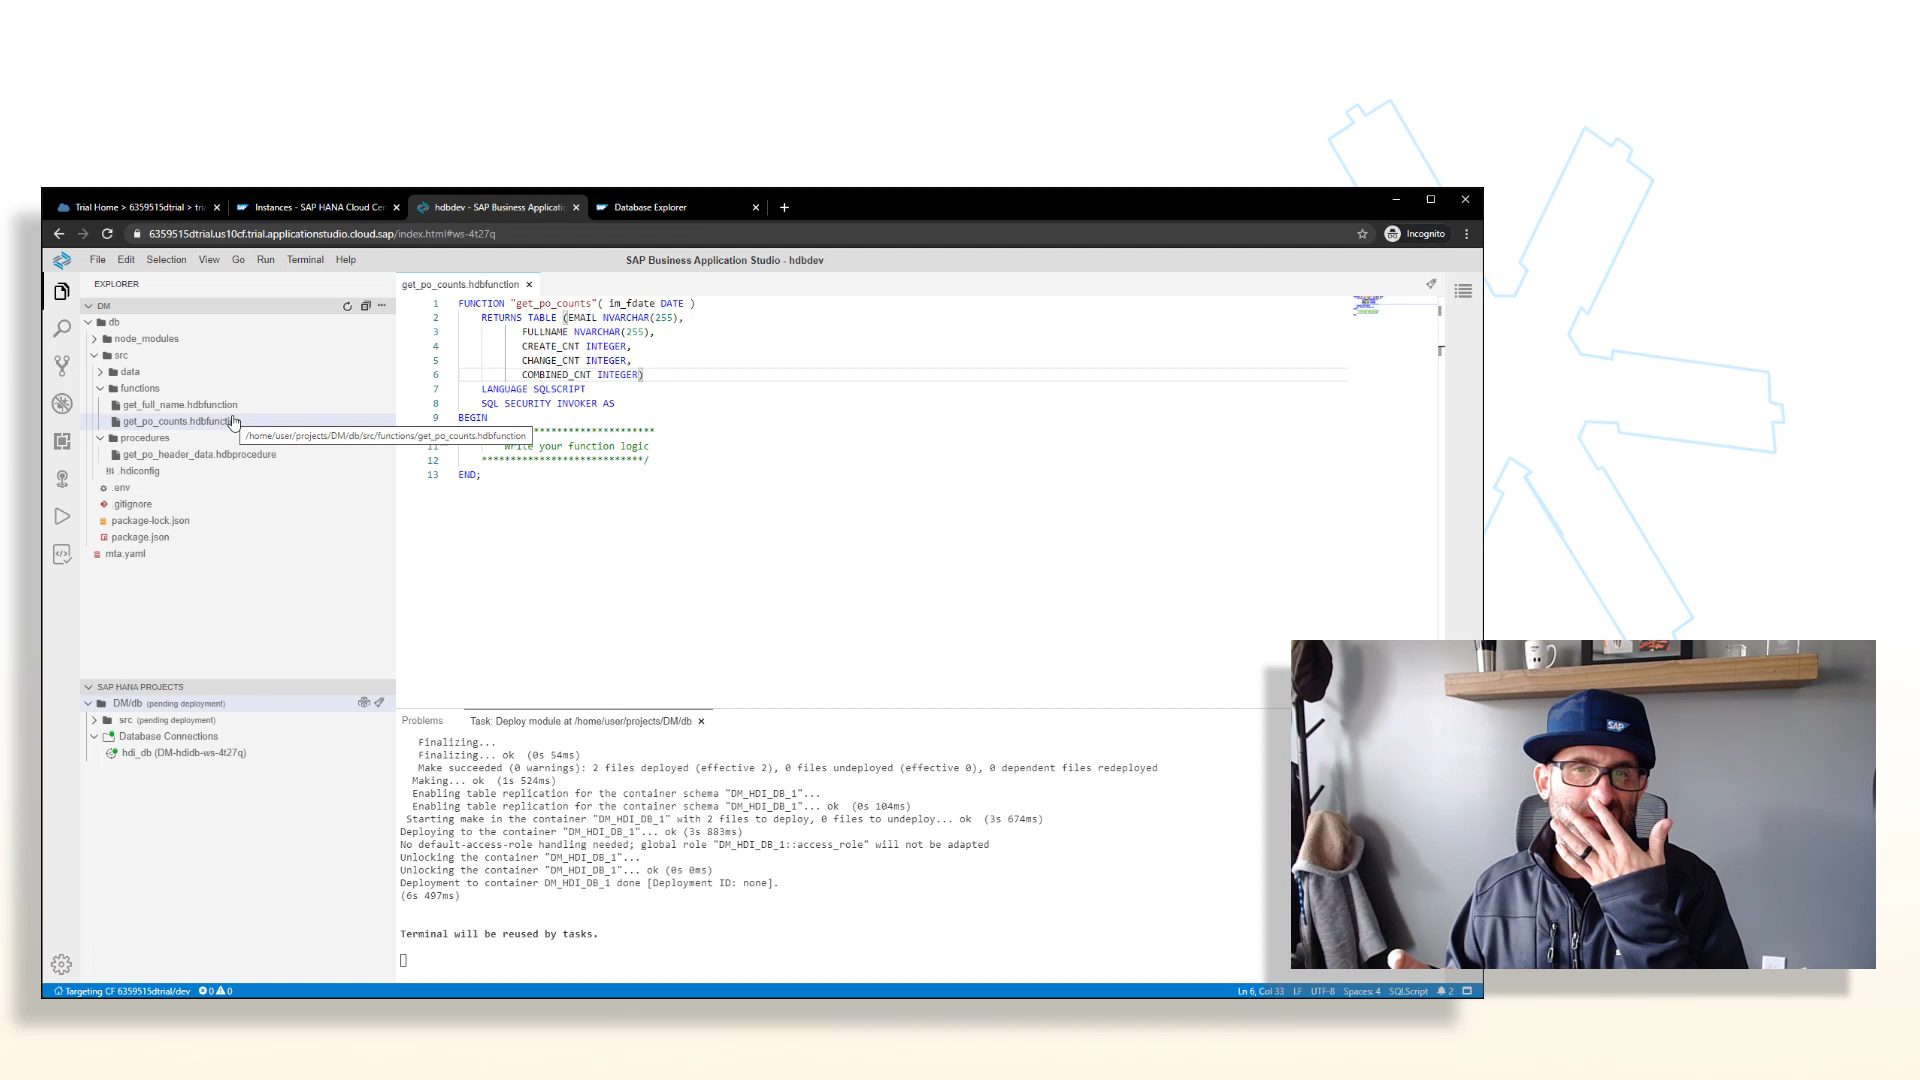 Trial Home > 6359515dtrial > tri
Instances - SAP HANA Cloud Cen
hdbdev - SAP Business Applicati
Database Explorer
6359515dtrial.us10cf.trial.applicationstudio.cloud.sap/index.html#ws-4t27q
Incognito
File Edit Selection View Go Run Terminal Help
SAP Business Application Studio - hdbdev
EXPLORER
get_po_counts.hdbfunction
DM
db
node_modules
src
data
functions
get_full_name.hdbfunction
get_po_counts.hdbfuncti
/home/user/projects/DM/db/src/functions/get_po_counts.hdbfunction
procedures
get_po_header_data.hdbprocedure
.hdiconfig
.env
.gitignore
package-lock.json
package.json
mta.yaml
1 FUNCTION "get_po_counts"( im_fdate DATE )
2 RETURNS TABLE (EMAIL NVARCHAR(255),
3 FULLNAME NVARCHAR(255),
4 CREATE_CNT INTEGER,
5 CHANGE_CNT INTEGER,
6 COMBINED_CNT INTEGER)
7 LANGUAGE SQLSCRIPT
8 SQL SECURITY INVOKER AS
9 BEGIN
***********************
Write your function logic
12 ****************************/
13 END;
SAP HANA PROJECTS
DM/db (pending deployment)
src (pending deployment)
Database Connections
hdi_db (DM-hdidb-ws-4t27q)
Problems
Task: Deploy module at /home/user/projects/DM/db
Finalizing...
Finalizing... ok (0s 54ms)
Make succeeded (0 warnings): 2 files deployed (effective 2), 0 files undeployed (effective 0), 0 dependent files redeployed
Making... ok (1s 524ms)
Enabling table replication for the container schema "DM_HDI_DB_1"...
Enabling table replication for the container schema "DM_HDI_DB_1"... ok (0s 104ms)
Starting make in the container "DM_HDI_DB_1" with 2 files to deploy, 0 files to undeploy... ok (3s 674ms)
Deploying to the container "DM_HDI_DB_1"... ok (3s 883ms)
No default-access-role handling needed; global role "DM_HDI_DB_1::access_role" will not be adapted
Unlocking the container "DM_HDI_DB_1"...
Unlocking the container "DM_HDI_DB_1"... ok (0s 0ms)
Deployment to container DM_HDI_DB_1 done [Deployment ID: none].
(6s 497ms)
Terminal will be reused by tasks.
Targeting CF 6359515dtrial/dev 0 0
Ln 6, Col 33 LF UTF-8 Spaces: 4 SQLScript 2
SAP